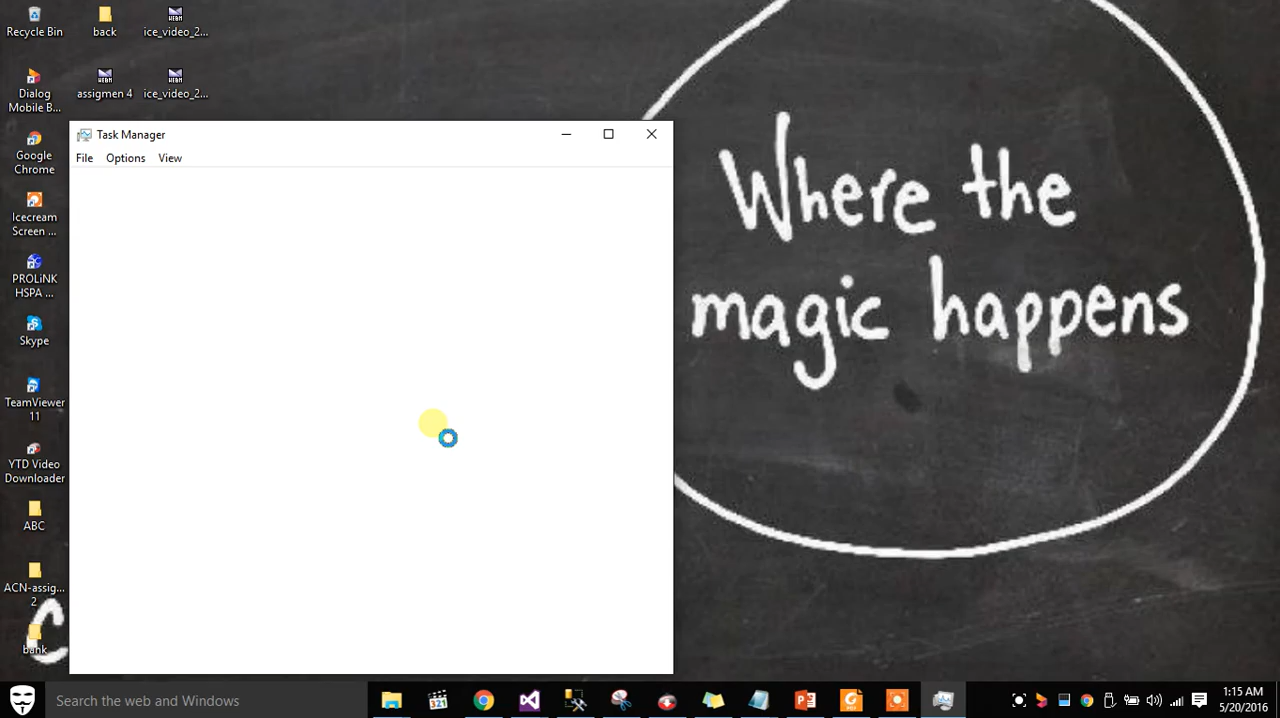 Recycle Bin
back
ice_video_2...
Dialog
Mobile B...
assigmen 4
ice_video_2...
Google
Chrome
Icecream
Screen ...
PROLiNK
HSPA ...
Skype
TeamViewer
11
YTD Video
Downloader
ABC
ACN-assig...
2
bank
Task Manager
File Options View
Where the
magic happens
C
Search the web and Windows
321
1:15 AM
5/20/2016